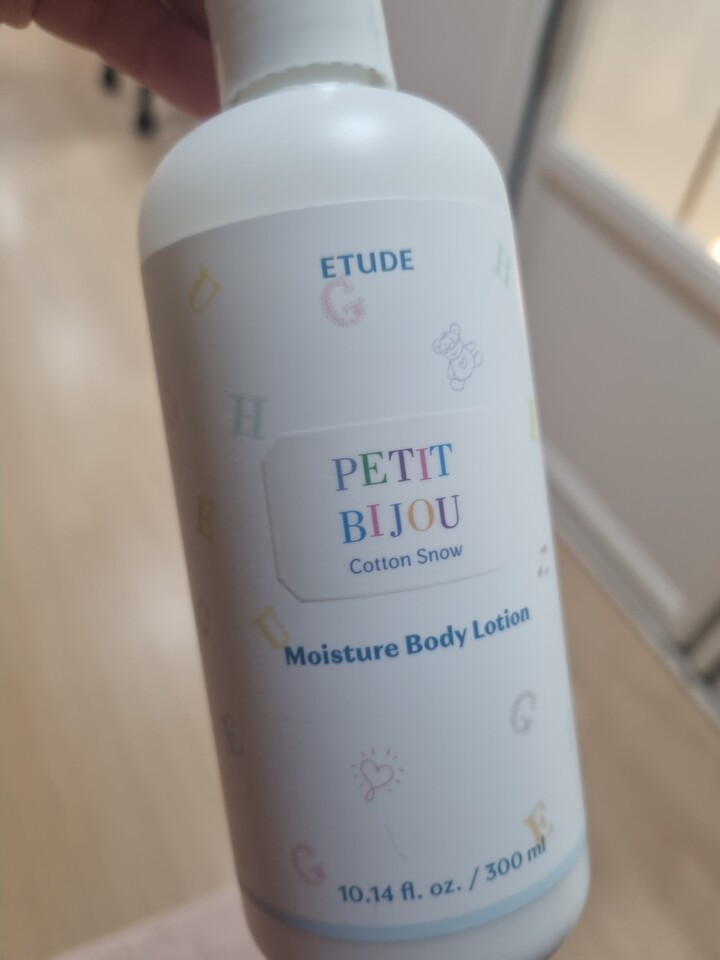 ETUDE
U
G
H
H
PETIT
BIJOU
Cotton Snow
E
U
Moisture Body Lotion
G
E
G
E
10.14 fl. oz. / 300 ml